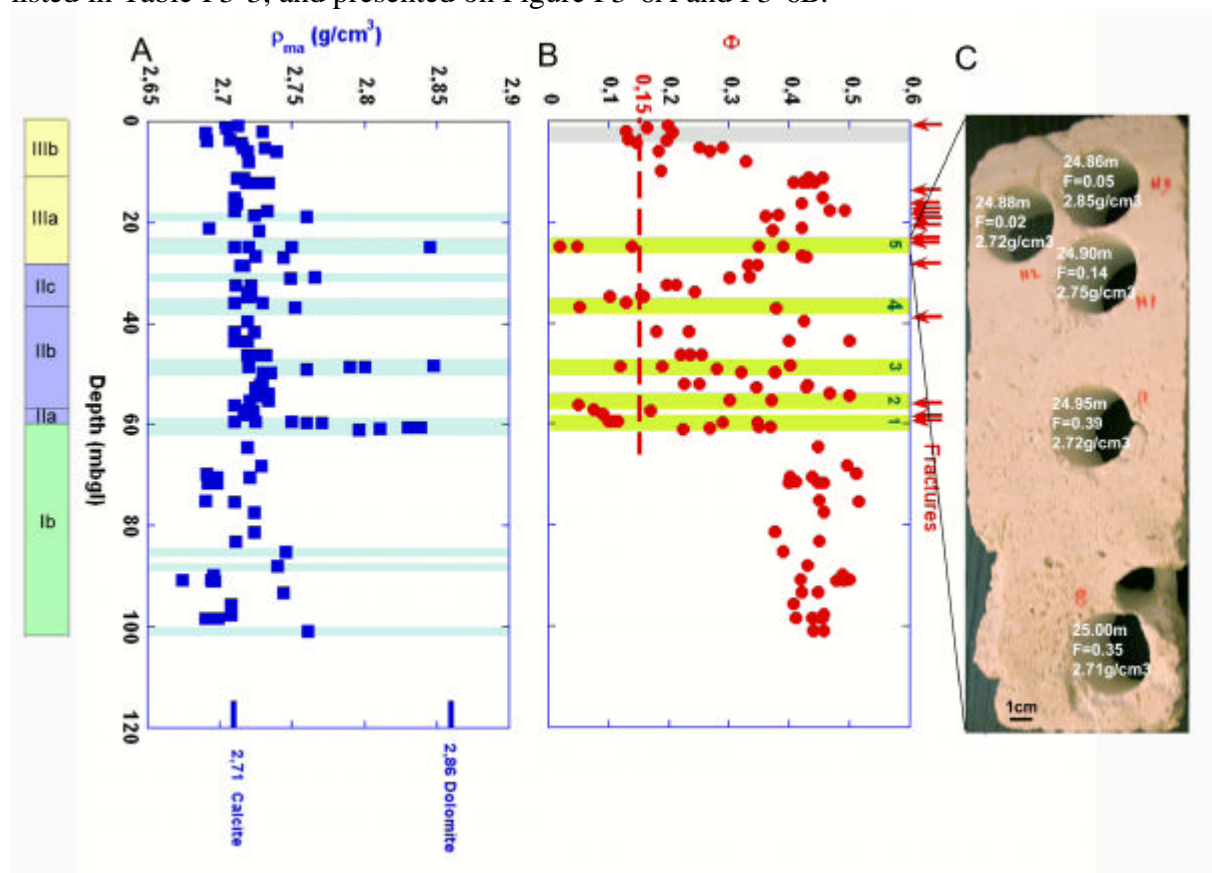 listed in Table P3-3, and presented on Figure P3-8A and P3-8B.
A
ρma (g/cm³)
2,65
2,7
2,75
2,8
2,85
2,9
B
Φ
0
0,1
0,15
0,2
0,3
0,4
0,5
0,6
C
IIIb
IIIa
IIc
IIb
IIa
Ib
Depth (mbgl)
0
20
40
60
80
100
120
2,71 Calcite
2,86 Dolomite
5
4
3
2
1
Fractures
24.86m
F=0.05
2.85g/cm3
H3
24.88m
F=0.02
2.72g/cm3
H2
24.90m
F=0.14
2.75g/cm3
H1
24.95m
F=0.39
2.72g/cm3
25.00m
F=0.35
2.71g/cm3
1cm